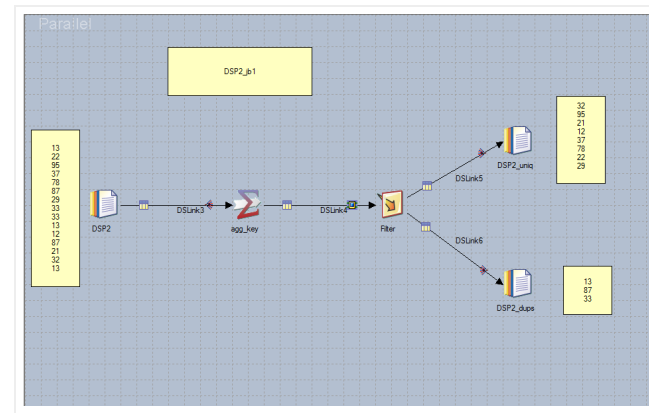 Parallel
DSP2_jb1
13
22
95
37
78
87
29
33
33
13
12
87
21
32
13
DSP2
DSLink3
agg_key
DSLink4
Filter
DSLink5
DSP2_uniq
32
95
21
12
37
78
22
29
DSLink6
DSP2_dups
13
87
33